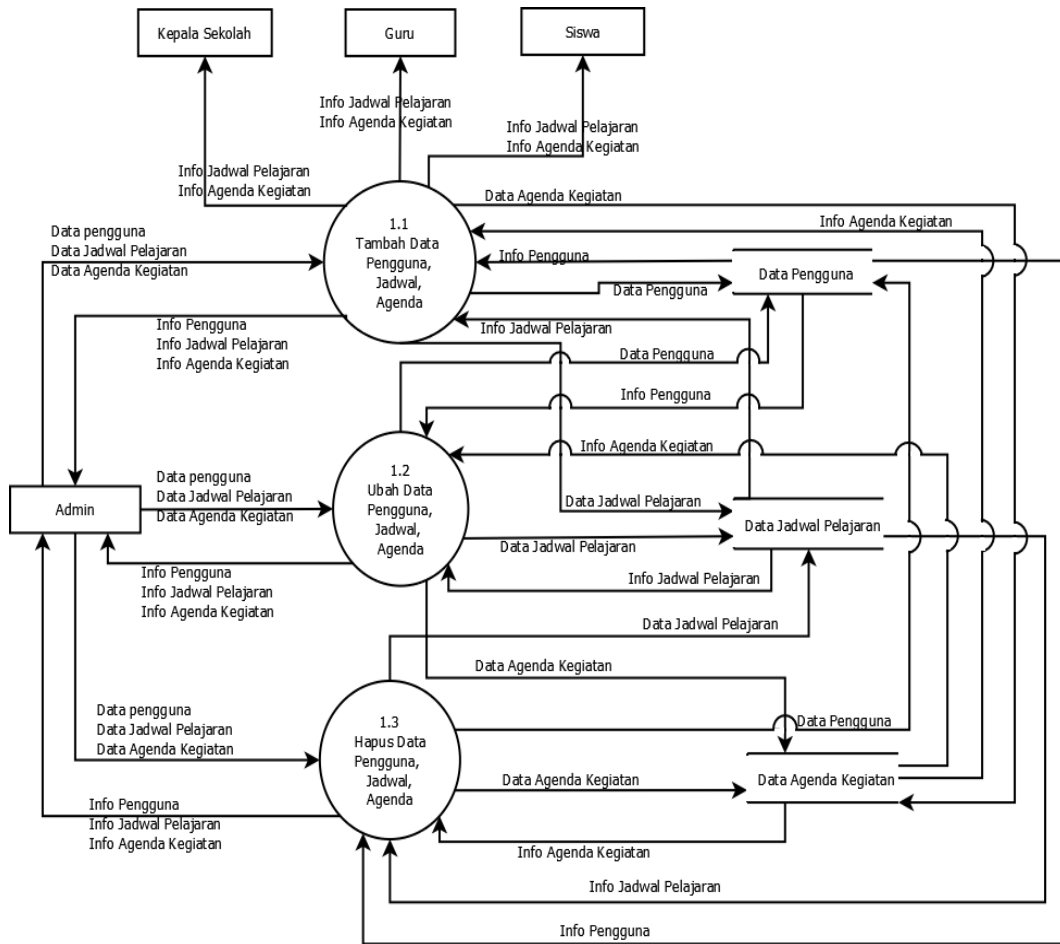 Kepala Sekolah
Guru
Siswa
Info Jadwal Pelajaran
Info Agenda Kegiatan
Info Jadwal Pelajaran
Info Agenda Kegiatan
Info Jadwal Pelajaran
Info Agenda Kegiatan
Data Agenda Kegiatan
1.1
Tambah Data
Pengguna,
Jadwal,
Agenda
Data pengguna
Data Jadwal Pelajaran
Data Agenda Kegiatan
Info Agenda Kegiatan
Info Pengguna
Data Pengguna
Data Pengguna
Info Pengguna
Info Jadwal Pelajaran
Info Agenda Kegiatan
Info Jadwal Pelajaran
Data Pengguna
Info Pengguna
Info Agenda Kegiatan
1.2
Ubah Data
Pengguna,
Jadwal,
Agenda
Admin
Data pengguna
Data Jadwal Pelajaran
Data Agenda Kegiatan
Data Jadwal Pelajaran
Data Jadwal Pelajaran
Data Jadwal Pelajaran
Info Pengguna
Info Jadwal Pelajaran
Info Agenda Kegiatan
Info Jadwal Pelajaran
Data Jadwal Pelajaran
Data Agenda Kegiatan
1.3
Hapus Data
Pengguna,
Jadwal,
Agenda
Data pengguna
Data Jadwal Pelajaran
Data Agenda Kegiatan
Data Pengguna
Data Agenda Kegiatan
Data Agenda Kegiatan
Info Pengguna
Info Jadwal Pelajaran
Info Agenda Kegiatan
Info Agenda Kegiatan
Info Jadwal Pelajaran
Info Pengguna